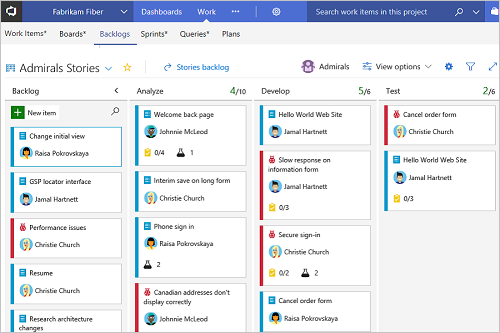 Fabrikam Fiber
Dashboards
Work
Search work items in this project
Work Items*
Boards*
Backlogs
Sprints*
Queries*
Plans
Admirals Stories
Stories backlog
Admirals
View options
Backlog
New item
Change initial view
Raisa Pokrovskaya
GSP locator interface
Jamal Hartnett
Performance issues
Christie Church
Resume
Christie Church
Research architecture
changes
Analyze
4/10
Welcome back page
Johnnie McLeod
0/4
1
Interim save on long form
Christie Church
Phone sign in
Raisa Pokrovskaya
2
Canadian addresses don't
display correctly
Johnnie McLeod
Develop
5/6
Hello World Web Site
Jamal Hartnett
Slow response on
information form
Jamal Hartnett
0/3
Secure sign-in
Christie Church
0/2
2
Cancel order form
Raisa Pokrovskaya
Test
2/6
Cancel order form
Christie Church
Hello World Web Site
Jamal Hartnett
0/3